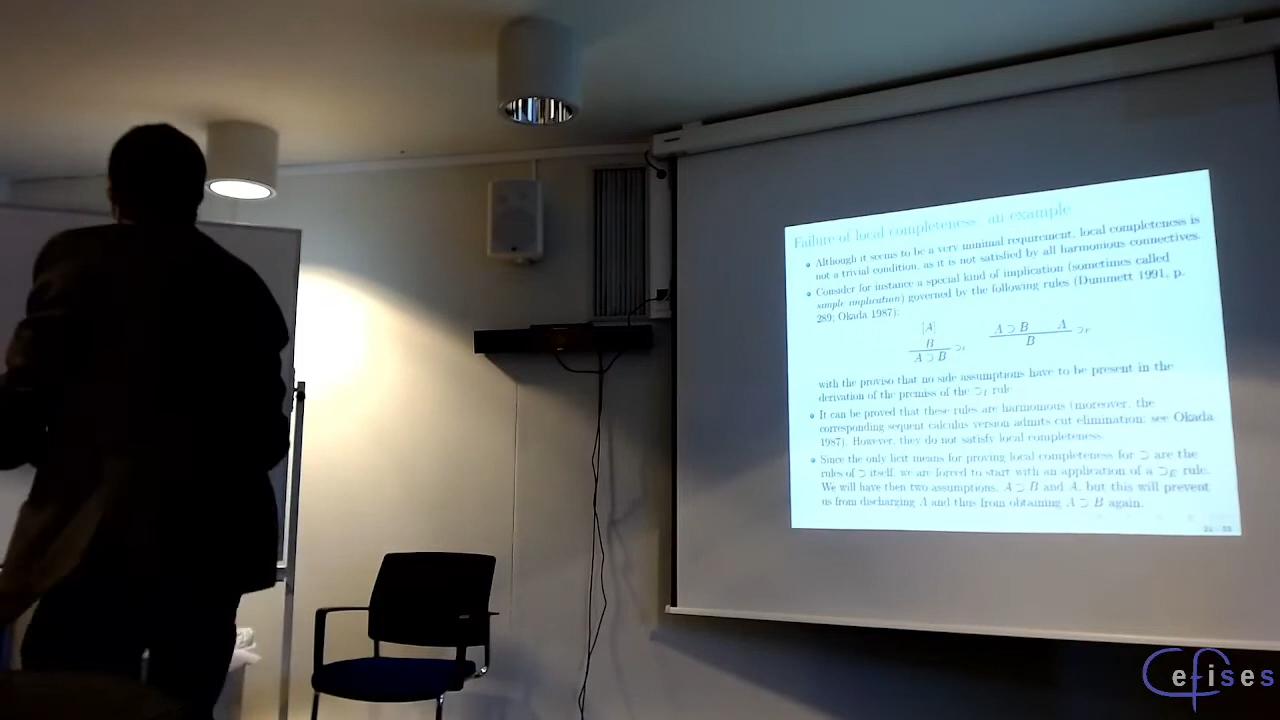 Failure of local completeness: an example
Although it seems to be a very minimal requirement, local completeness is
not a trivial condition, as it is not satisfied by all harmonious connectives.
Consider for instance a special kind of implication (sometimes called
simple implication) governed by the following rules (Dummett 1991, p.
289; Okada 1987):
[A]
B
A ⊃ B ⊃I
A ⊃ B A
B ⊃E
with the proviso that no side assumptions have to be present in the
derivation of the premiss of the ⊃I rule
It can be proved that these rules are harmonious (moreover, the
corresponding sequent calculus version admits cut elimination; see Okada
1987). However, they do not satisfy local completeness.
Since the only licit means for proving local completeness for ⊃ are the
rules of ⊃ itself, we are forced to start with an application of a ⊃E rule.
We will have then two assumptions, A ⊃ B and A, but this will prevent
us from discharging A and thus from obtaining A ⊃ B again.
Cefises